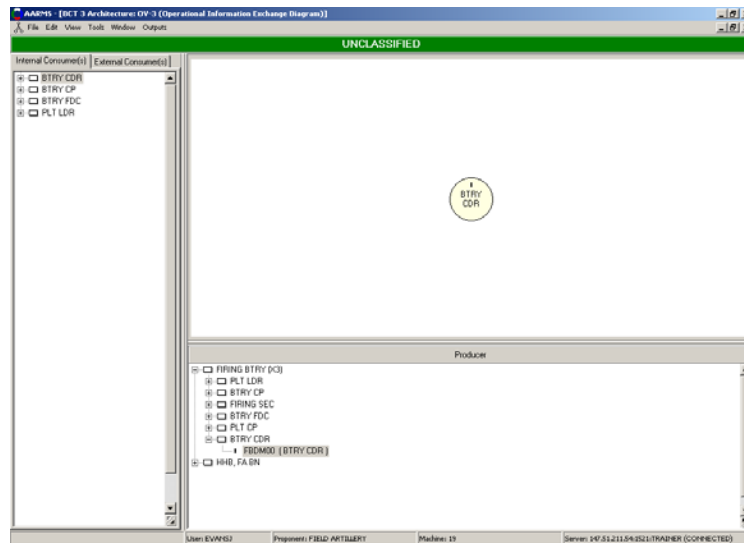 AARMS - [BCT 3 Architecture: OV-3 (Operational Information Exchange Diagram)]
File Edit View Tools Window Outputs
UNCLASSIFIED
Internal Consumer(s) External Consumer(s)
BTRY CDR
BTRY CP
BTRY FDC
PLT LDR
BTRY
CDR
Producer
FIRING BTRY (X3)
PLT LDR
BTRY CP
FIRING SEC
BTRY FDC
PLT CP
BTRY CDR
FBDM00 ( BTRY CDR )
HHB, FA BN
User: EVANSJ Proponent: FIELD ARTILLERY Machine: 19 Server: 147.51.211.54:1521:TRAINER (CONNECTED)